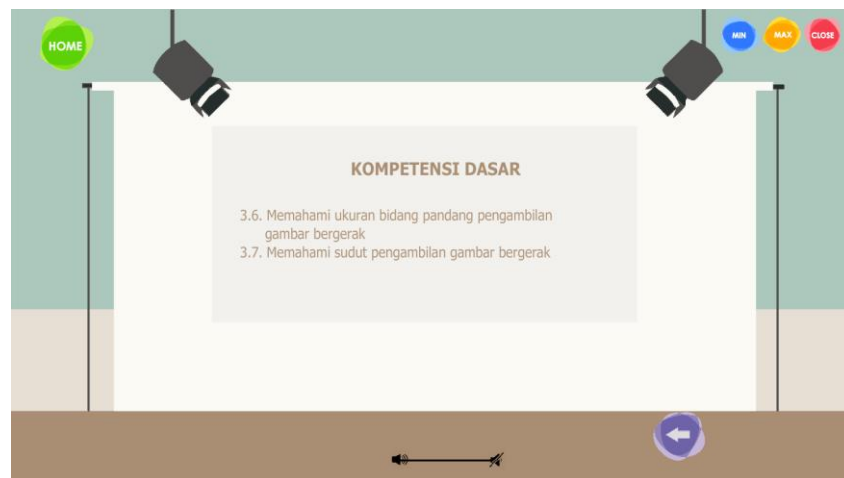 HOME
MIN
MAX
CLOSE
KOMPETENSI DASAR
3.6. Memahami ukuran bidang pandang pengambilan
gambar bergerak
3.7. Memahami sudut pengambilan gambar bergerak